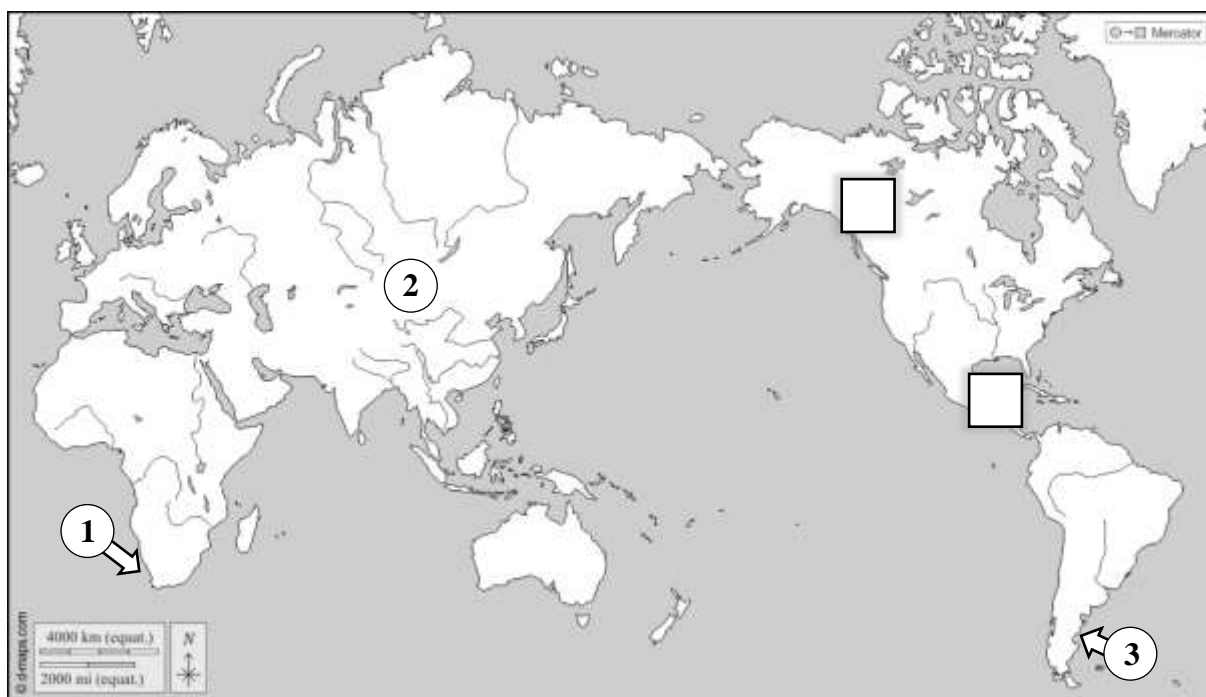 Mercator
2
1
3
4000 km (equat.)
2000 mi (equat.)
N
© d-maps.com